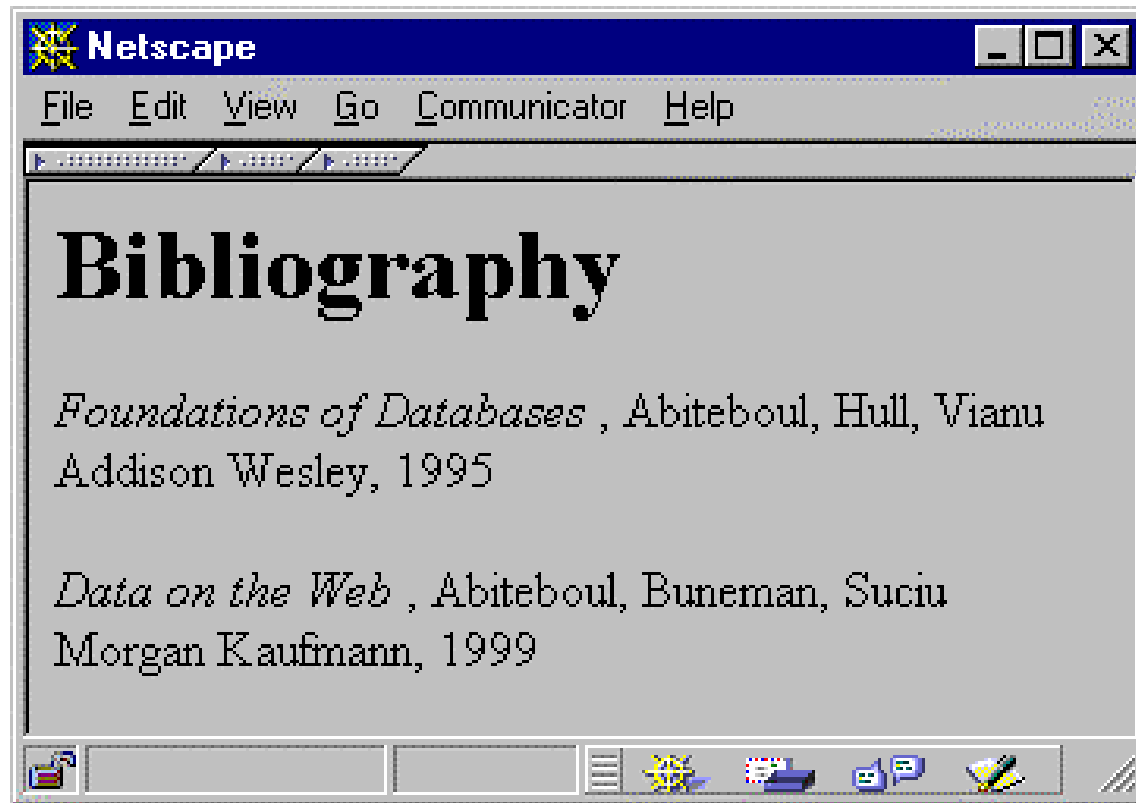 Netscape
File Edit View Go Communicator Help
Bibliography
Foundations of Databases , Abiteboul, Hull, Vianu
Addison Wesley, 1995
Data on the Web , Abiteboul, Buneman, Suciu
Morgan Kaufmann, 1999